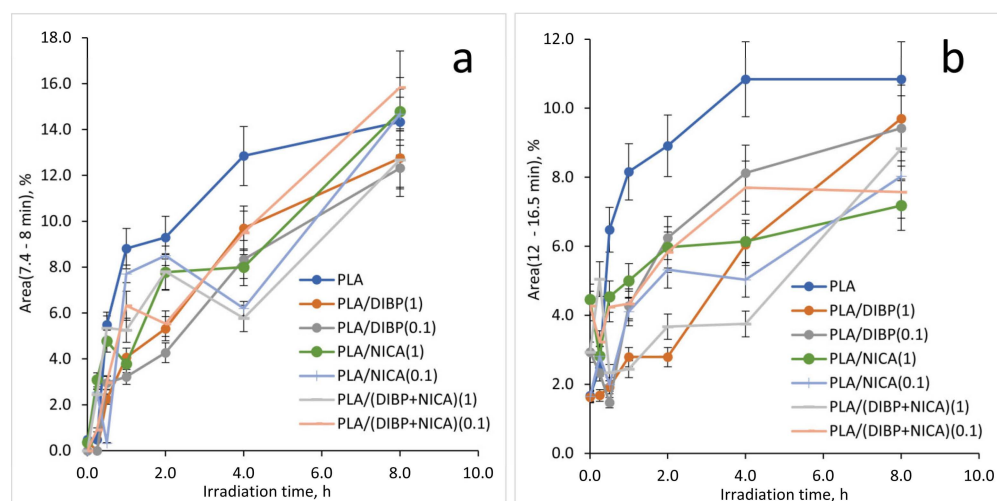 a
18.0
16.0
14.0
12.0
10.0
8.0
6.0
4.0
2.0
0.0
Area(7.4 - 8 min), %
0.0 2.0 4.0 6.0 8.0 10.0
Irradiation time, h
PLA
PLA/DIBP(1)
PLA/DIBP(0.1)
PLA/NICA(1)
PLA/NICA(0.1)
PLA/(DIBP+NICA)(1)
PLA/(DIBP+NICA)(0.1)
b
12.0
10.0
8.0
6.0
4.0
2.0
0.0
Area(12 - 16.5 min), %
0.0 2.0 4.0 6.0 8.0 10.0
Irradiation time, h
PLA
PLA/DIBP(1)
PLA/DIBP(0.1)
PLA/NICA(1)
PLA/NICA(0.1)
PLA/(DIBP+NICA)(1)
PLA/(DIBP+NICA)(0.1)